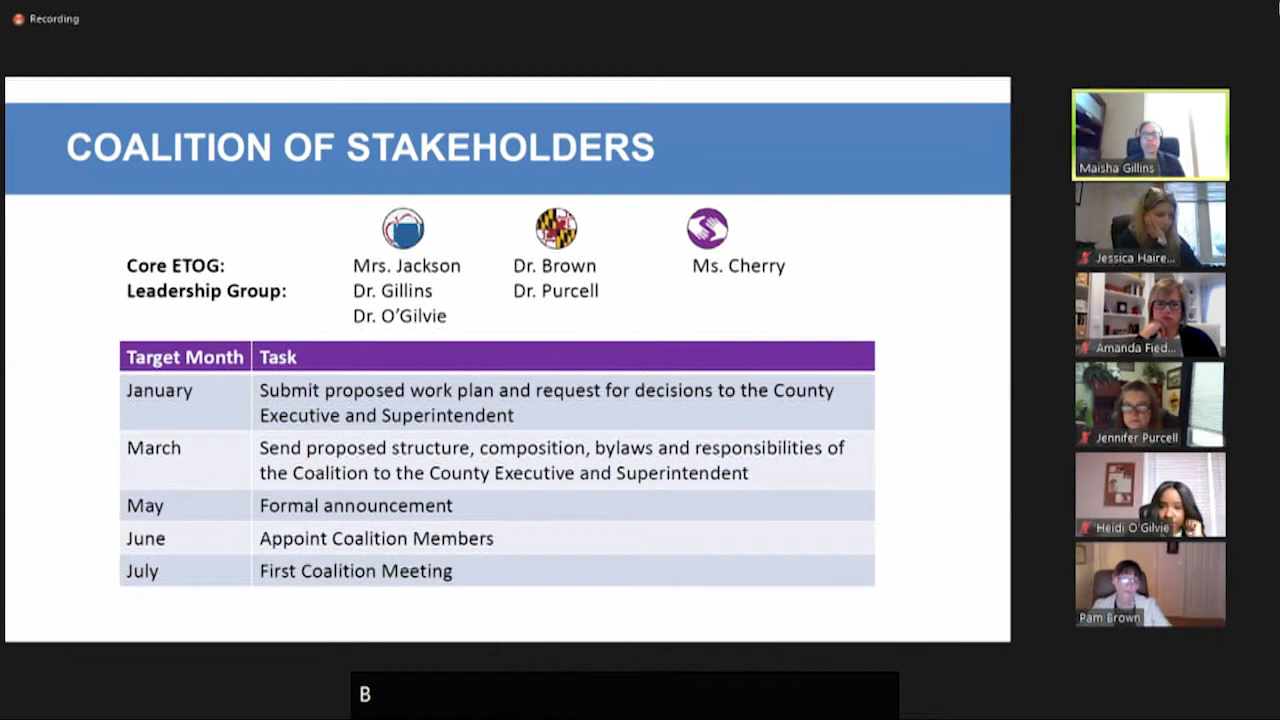 Recording
COALITION OF STAKEHOLDERS
Core ETOG:
Leadership Group:
Mrs. Jackson
Dr. Gillins
Dr. O'Gilvie
Dr. Brown
Dr. Purcell
Ms. Cherry
Target Month Task
January Submit proposed work plan and request for decisions to the County
Executive and Superintendent
March Send proposed structure, composition, bylaws and responsibilities of
the Coalition to the County Executive and Superintendent
May Formal announcement
June Appoint Coalition Members
July First Coalition Meeting
Maisha Gillins
Jessica Haire...
Amanda Fied...
Jennifer Purcell
Heidi O'Gilvie
Pam Brown
B